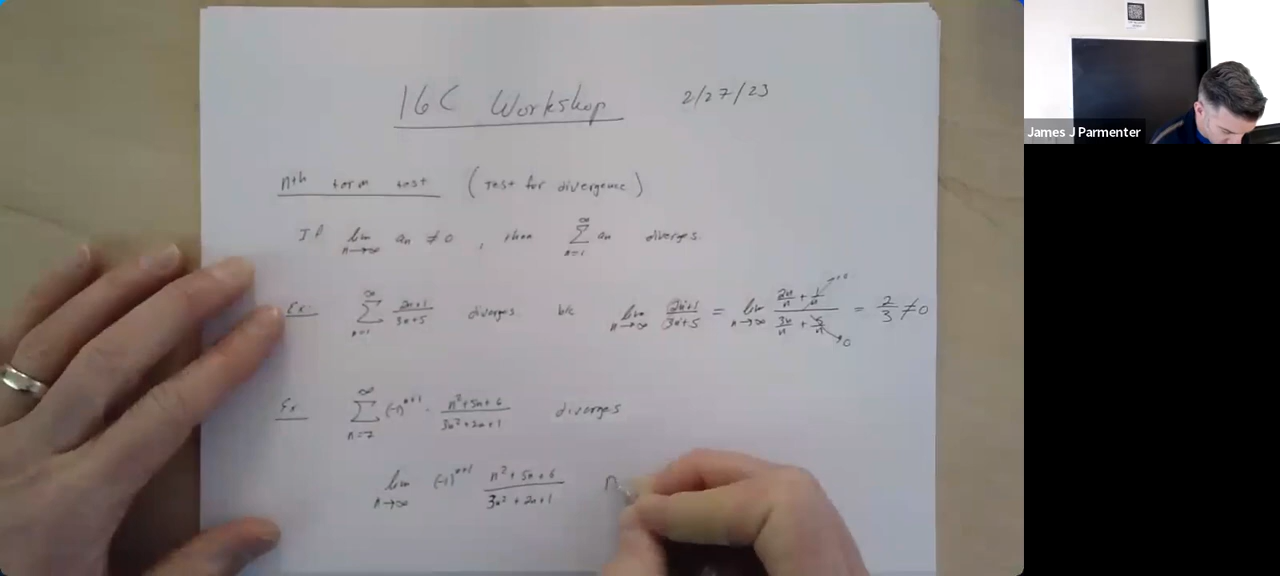 16C Workshop 2/27/23
James J Parmenter
nth term test (Test for divergence)
If lim n→∞ an ≠ 0, then ∞ Σ n=1 an diverges.
Ex: ∞ Σ n=1 (2n+1)/(3n+5) diverges b/c lim n→∞ (2n+1)/(3n+5) = lim n→∞ (2n/n + 1/n →0)/(3n/n + 5/n →0) = 2/3 ≠ 0
Ex ∞ Σ n=7 (-1)^(n+1) · (n²+5n+6)/(3n²+2n+1) diverges
lim n→∞ (-1)^(n+1) (n²+5n+6)/(3n²+2n+1)